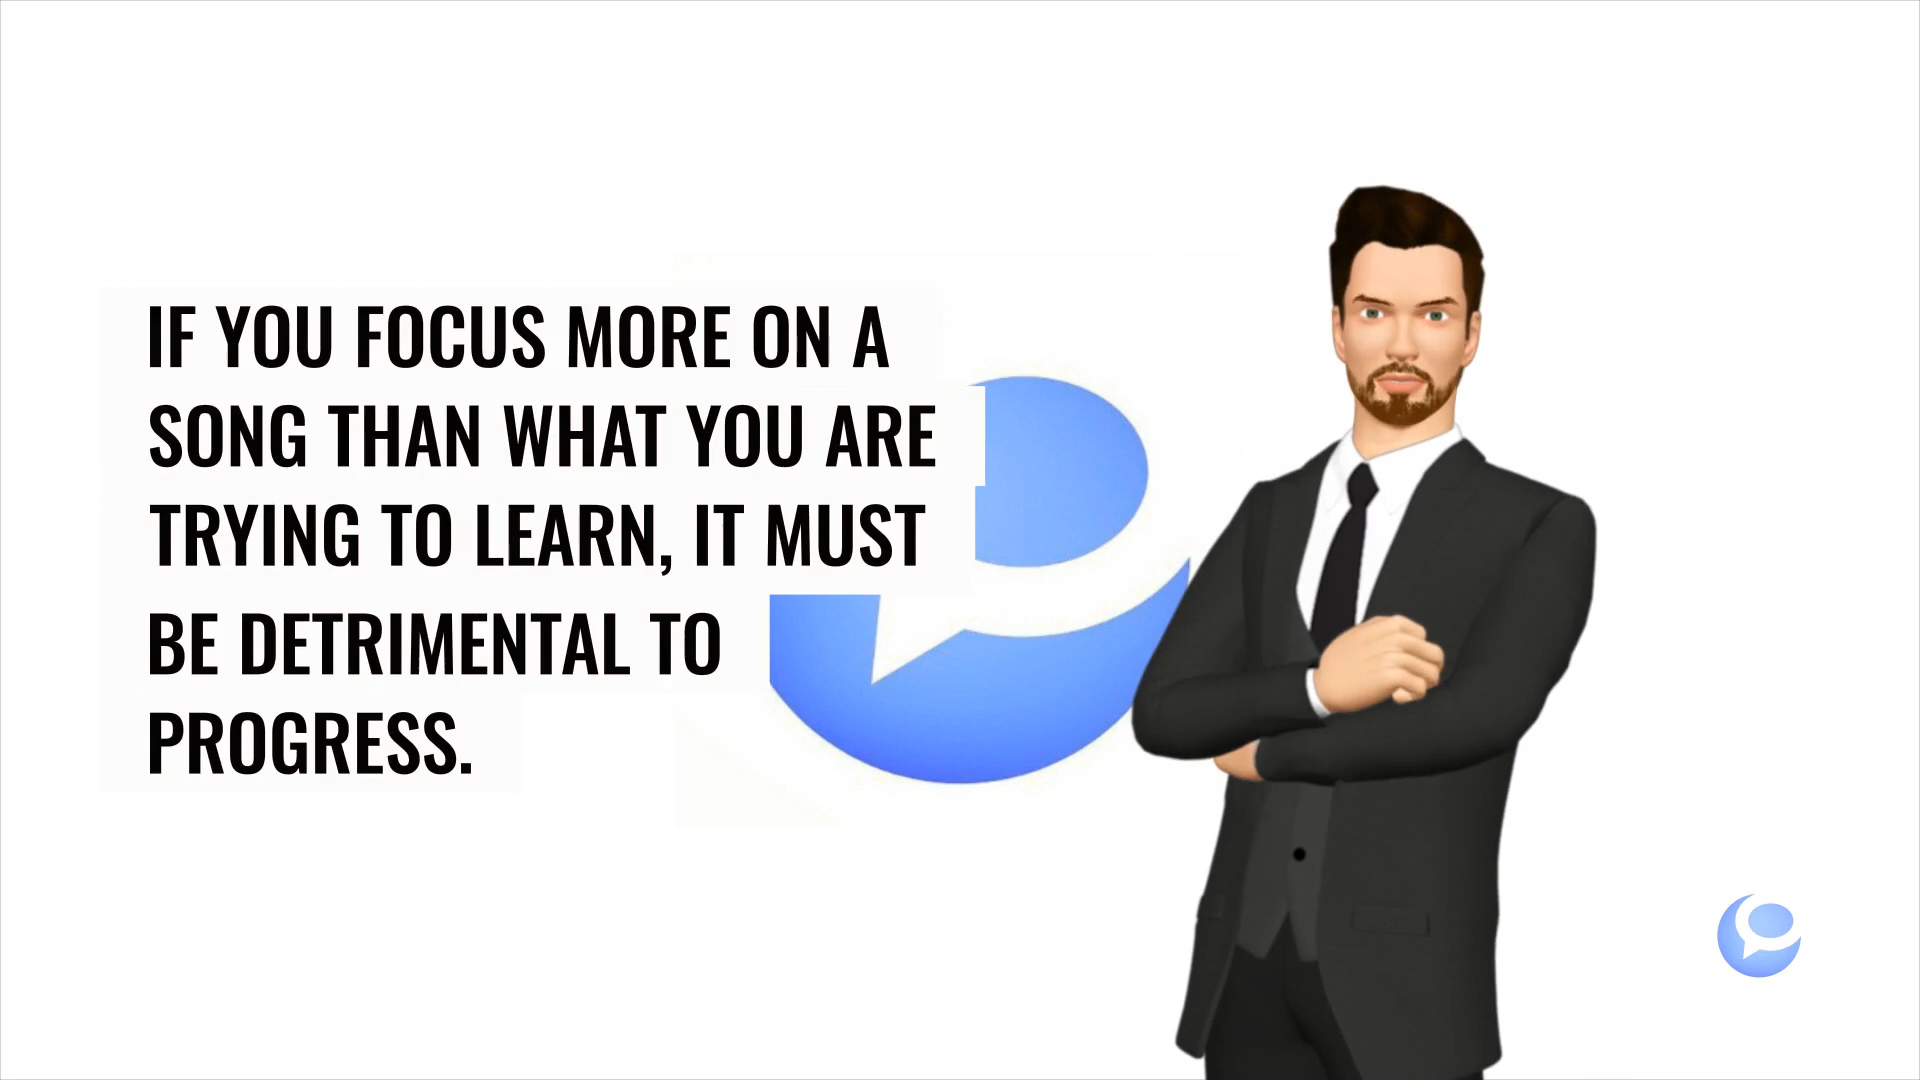 IF YOU FOCUS MORE ON A
SONG THAN WHAT YOU ARE
TRYING TO LEARN, IT MUST
BE DETRIMENTAL TO
PROGRESS.